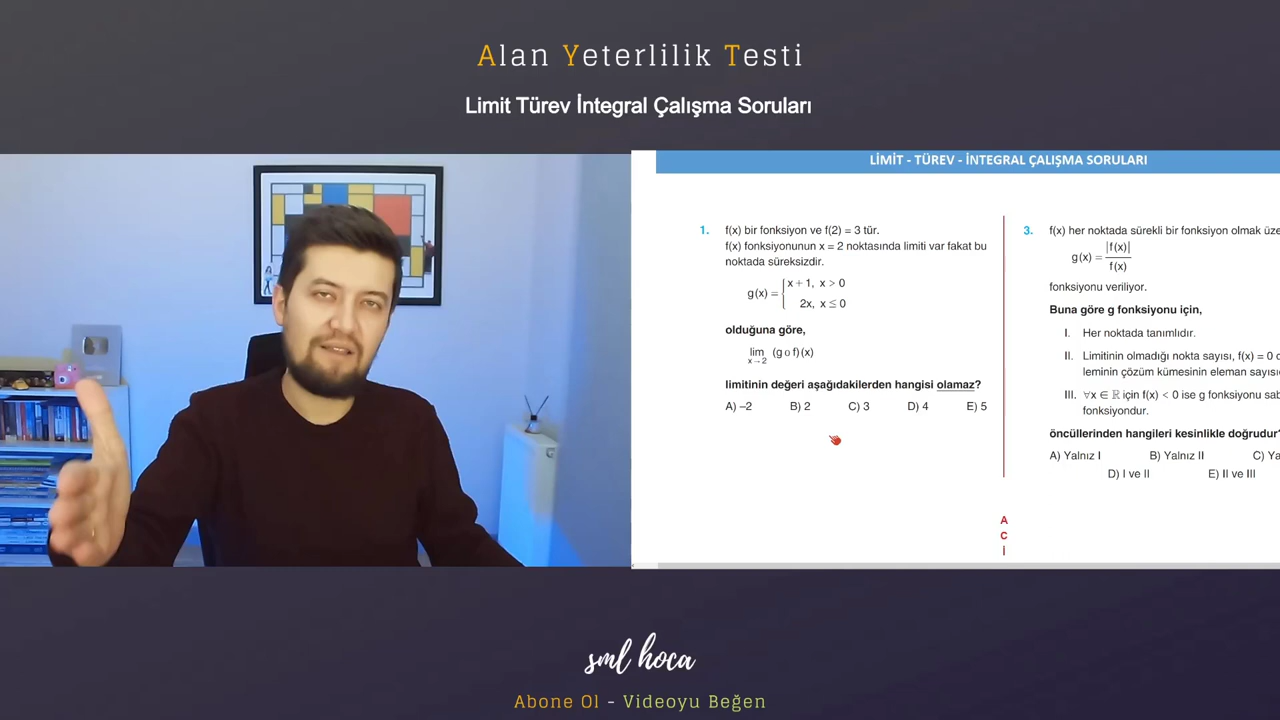 Alan Yeterlilik Testi
Limit Türev İntegral Çalışma Soruları
LİMİT - TÜREV - İNTEGRAL ÇALIŞMA SORULARI
1. f(x) bir fonksiyon ve f(2) = 3 tür.
f(x) fonksiyonunun x = 2 noktasında limiti var fakat bu
noktada süreksizdir.
g(x) = { x + 1, x > 0
2x, x ≤ 0
olduğuna göre,
lim (g o f)(x)
x→2
limitinin değeri aşağıdakilerden hangisi olamaz?
A) –2 B) 2 C) 3 D) 4 E) 5
3. f(x) her noktada sürekli bir fonksiyon olmak üze
g(x) = |f(x)| / f(x)
fonksiyonu veriliyor.
Buna göre g fonksiyonu için,
I. Her noktada tanımlıdır.
II. Limitinin olmadığı nokta sayısı, f(x) = 0 d
leminin çözüm kümesinin eleman sayısı
III. ∀x ∈ ℝ için f(x) < 0 ise g fonksiyonu sab
fonksiyondur.
öncüllerinden hangileri kesinlikle doğrudur?
A) Yalnız I B) Yalnız II C) Ya
D) I ve II E) II ve III
A
C
İ
sml hoca
Abone Ol - Videoyu Beğen